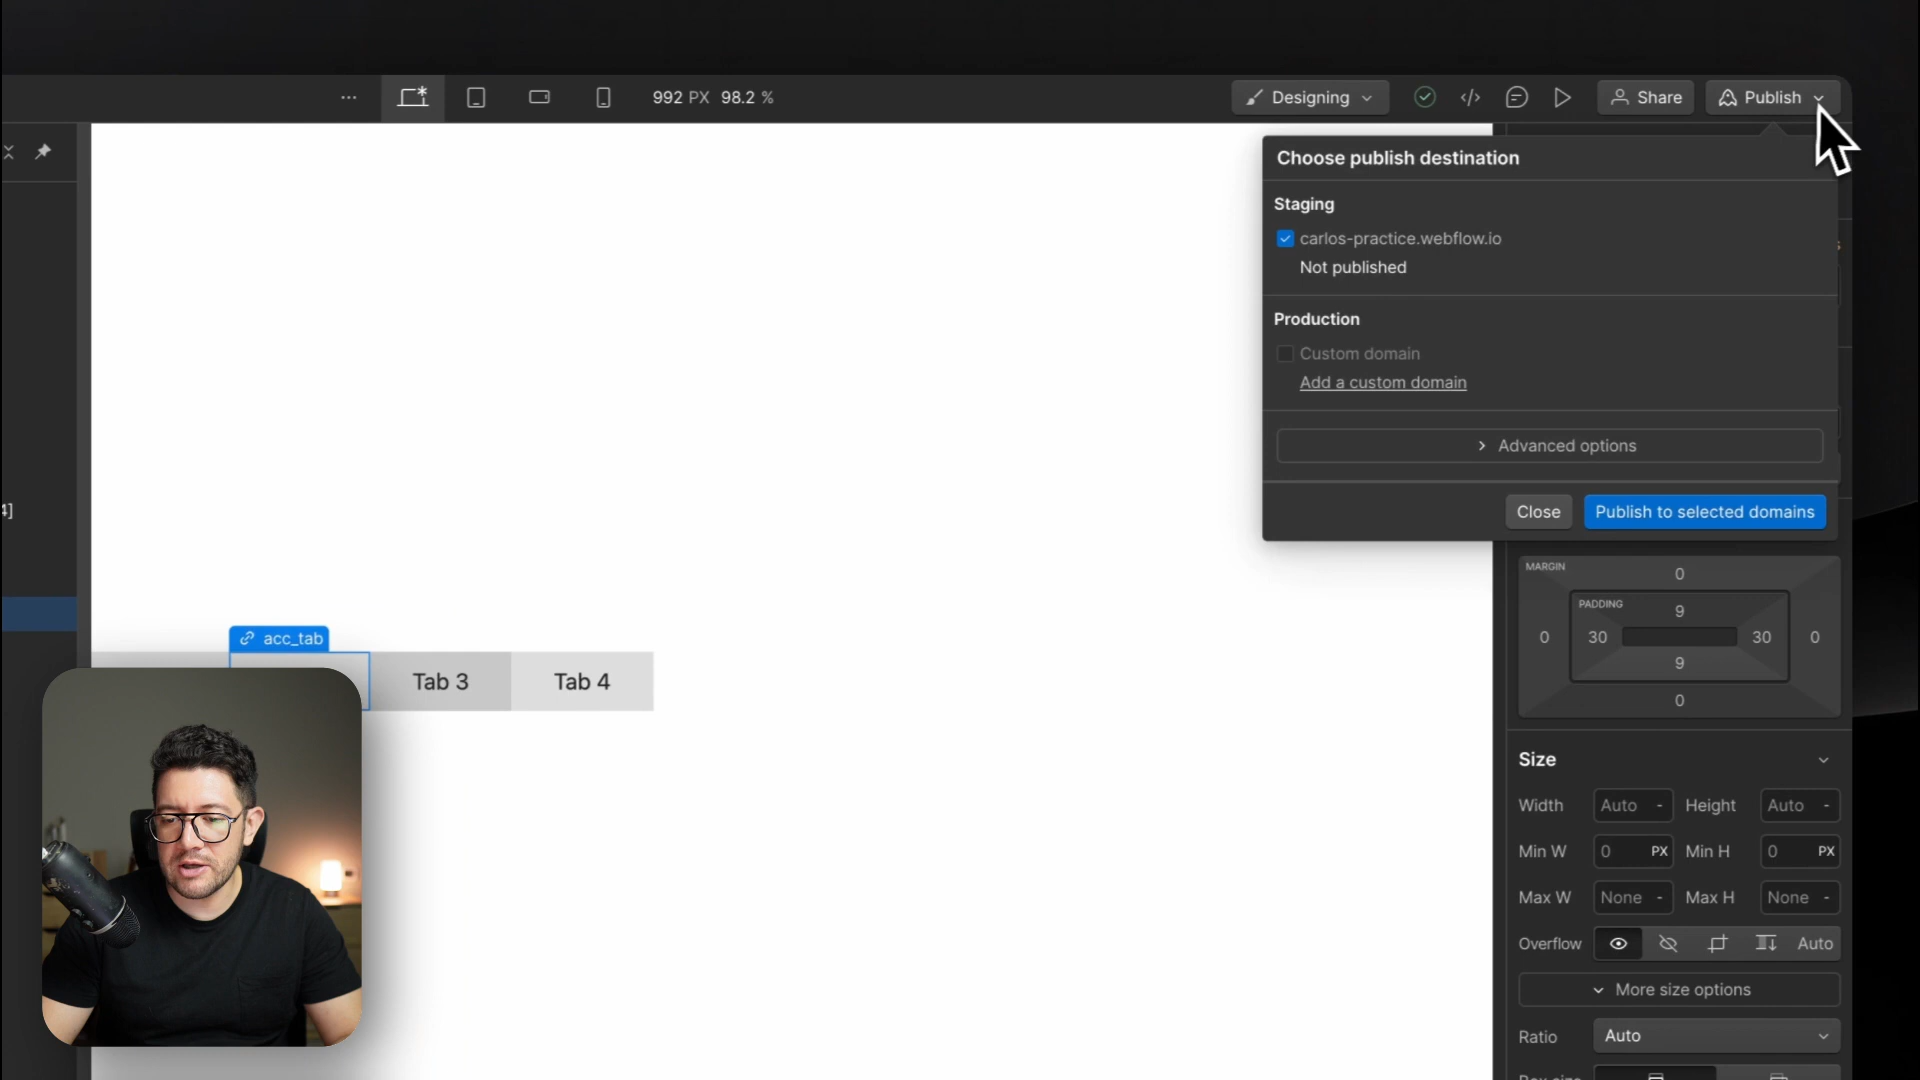 992 PX 98.2 %
Designing
Share
Publish
Choose publish destination
Staging
carlos-practice.webflow.io
Not published
Production
Custom domain
Add a custom domain
Advanced options
Close
Publish to selected domains
4]
acc_tab
Tab 3
Tab 4
MARGIN
0
PADDING
9
0
30
30
0
9
0
Size
Width Auto - Height Auto -
Min W 0 PX Min H 0 PX
Max W None - Max H None -
Overflow Auto
More size options
Ratio Auto